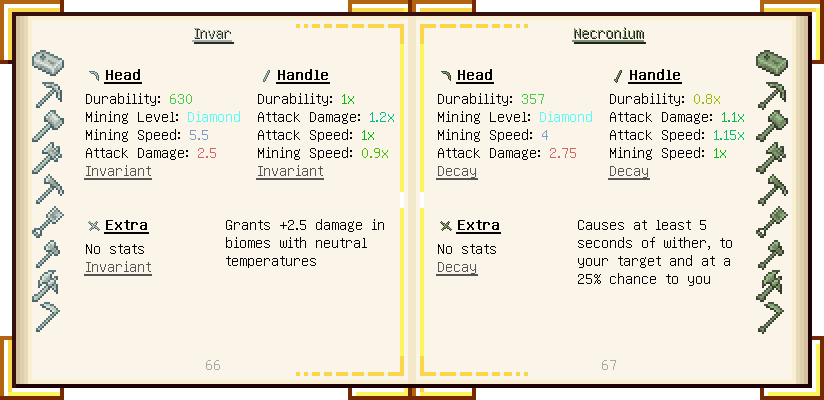 Invar
Head
Durability: 630
Mining Level: Diamond
Mining Speed: 5.5
Attack Damage: 2.5
Invariant
Handle
Durability: 1x
Attack Damage: 1.2x
Attack Speed: 1x
Mining Speed: 0.9x
Invariant
Extra
No stats
Invariant
Grants +2.5 damage in
biomes with neutral
temperatures
66
Necronium
Head
Durability: 357
Mining Level: Diamond
Mining Speed: 4
Attack Damage: 2.75
Decay
Handle
Durability: 0.8x
Attack Damage: 1.1x
Attack Speed: 1.15x
Mining Speed: 1x
Decay
Extra
No stats
Decay
Causes at least 5
seconds of wither, to
your target and at a
25% chance to you
67